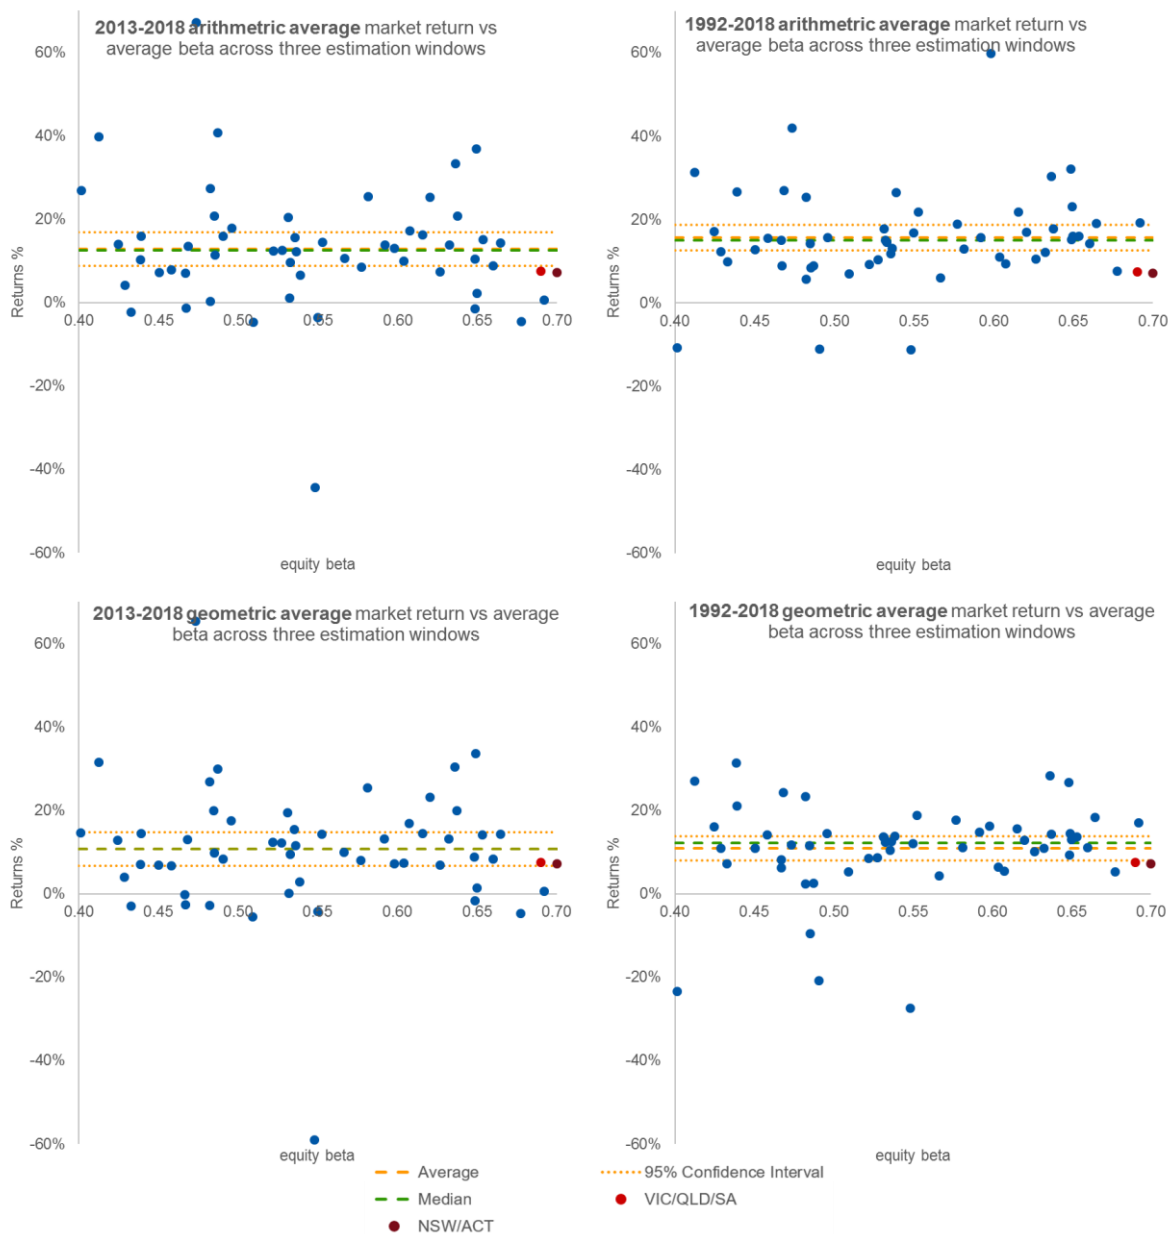 2013-2018 arithmetric average market return vs
average beta across three estimation windows
60%
40%
20%
0%
-20%
-40%
-60%
Returns %
0.40 0.45 0.50 0.55 0.60 0.65 0.70
equity beta
1992-2018 arithmetric average market return vs
average beta across three estimation windows
60%
40%
20%
0%
-20%
-40%
-60%
Returns %
0.40 0.45 0.50 0.55 0.60 0.65 0.70
equity beta
2013-2018 geometric average market return vs average
beta across three estimation windows
60%
40%
20%
0%
-20%
-40%
-60%
Returns %
0.40 0.45 0.50 0.55 0.60 0.65 0.70
equity beta
1992-2018 geometric average market return vs average
beta across three estimation windows
60%
40%
20%
0%
-20%
-40%
-60%
Returns %
0.40 0.45 0.50 0.55 0.60 0.65 0.70
equity beta
Average
95% Confidence Interval
Median
VIC/QLD/SA
NSW/ACT